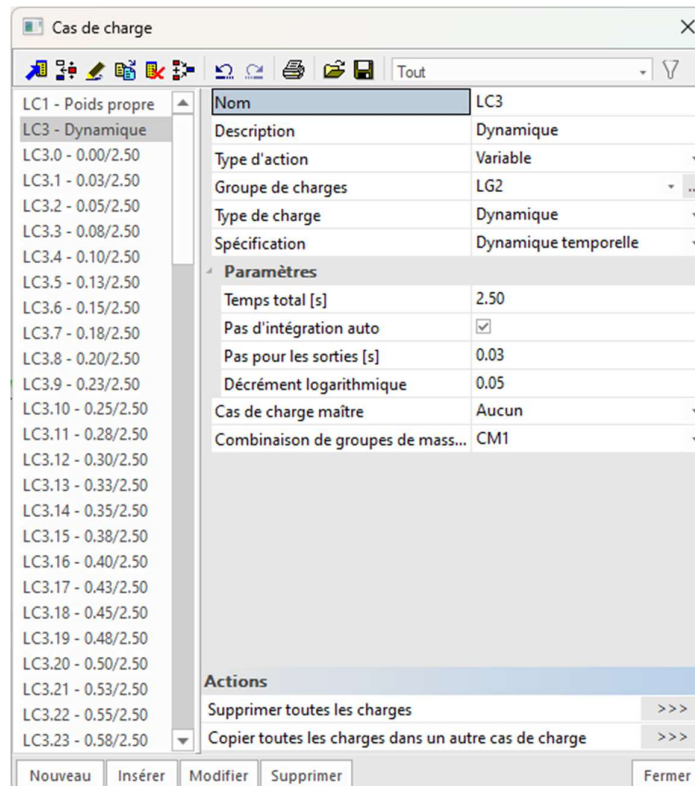 Cas de charge
Tout
LC1 - Poids propre
LC3 - Dynamique
LC3.0 - 0.00/2.50
LC3.1 - 0.03/2.50
LC3.2 - 0.05/2.50
LC3.3 - 0.08/2.50
LC3.4 - 0.10/2.50
LC3.5 - 0.13/2.50
LC3.6 - 0.15/2.50
LC3.7 - 0.18/2.50
LC3.8 - 0.20/2.50
LC3.9 - 0.23/2.50
LC3.10 - 0.25/2.50
LC3.11 - 0.28/2.50
LC3.12 - 0.30/2.50
LC3.13 - 0.33/2.50
LC3.14 - 0.35/2.50
LC3.15 - 0.38/2.50
LC3.16 - 0.40/2.50
LC3.17 - 0.43/2.50
LC3.18 - 0.45/2.50
LC3.19 - 0.48/2.50
LC3.20 - 0.50/2.50
LC3.21 - 0.53/2.50
LC3.22 - 0.55/2.50
LC3.23 - 0.58/2.50
Nom LC3
Description Dynamique
Type d'action Variable
Groupe de charges LG2 ..
Type de charge Dynamique
Spécification Dynamique temporelle
Paramètres
Temps total [s] 2.50
Pas d'intégration auto
Pas pour les sorties [s] 0.03
Décrément logarithmique 0.05
Cas de charge maître Aucun
Combinaison de groupes de mass... CM1
Actions
Supprimer toutes les charges >>>
Copier toutes les charges dans un autre cas de charge >>>
Nouveau Insérer Modifier Supprimer Fermer